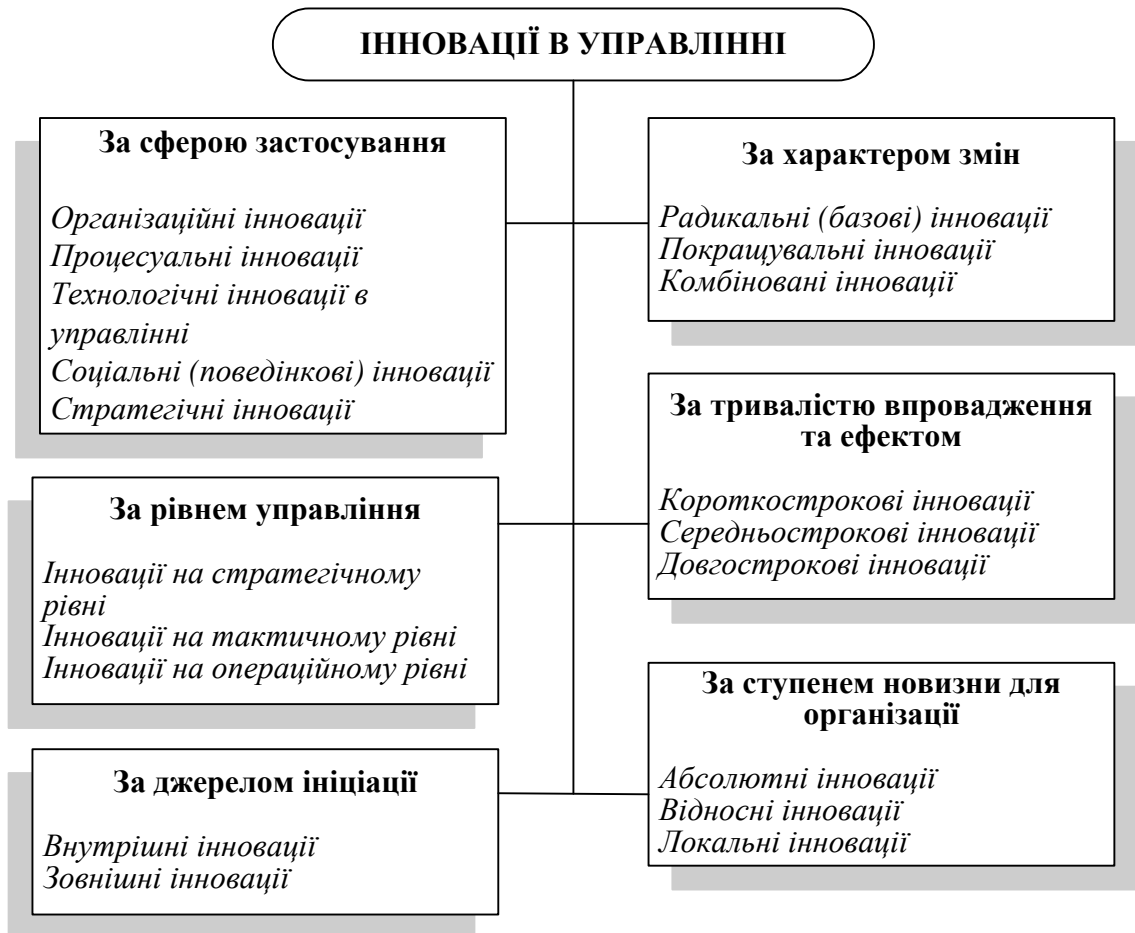 ІННОВАЦІЇ В УПРАВЛІННІ
За сферою застосування
Організаційні інновації
Процесуальні інновації
Технологічні інновації в
управлінні
Соціальні (поведінкові) інновації
Стратегічні інновації
За характером змін
Радикальні (базові) інновації
Покращувальні інновації
Комбіновані інновації
За рівнем управління
Інновації на стратегічному
рівні
Інновації на тактичному рівні
Інновації на операційному рівні
За тривалістю впровадження
та ефектом
Короткострокові інновації
Середньострокові інновації
Довгострокові інновації
За джерелом ініціації
Внутрішні інновації
Зовнішні інновації
За ступенем новизни для
організації
Абсолютні інновації
Відносні інновації
Локальні інновації